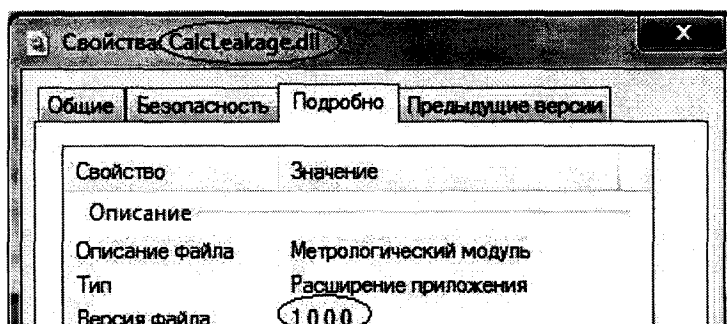 Свойства: CalcLeakage.dll
X
Общие Безопасность Подробно Предыдущие версии
Свойство Значение
Описание
Описание файла Метрологический модуль
Тип Расширение приложения
Версия файла 1.0.0.0